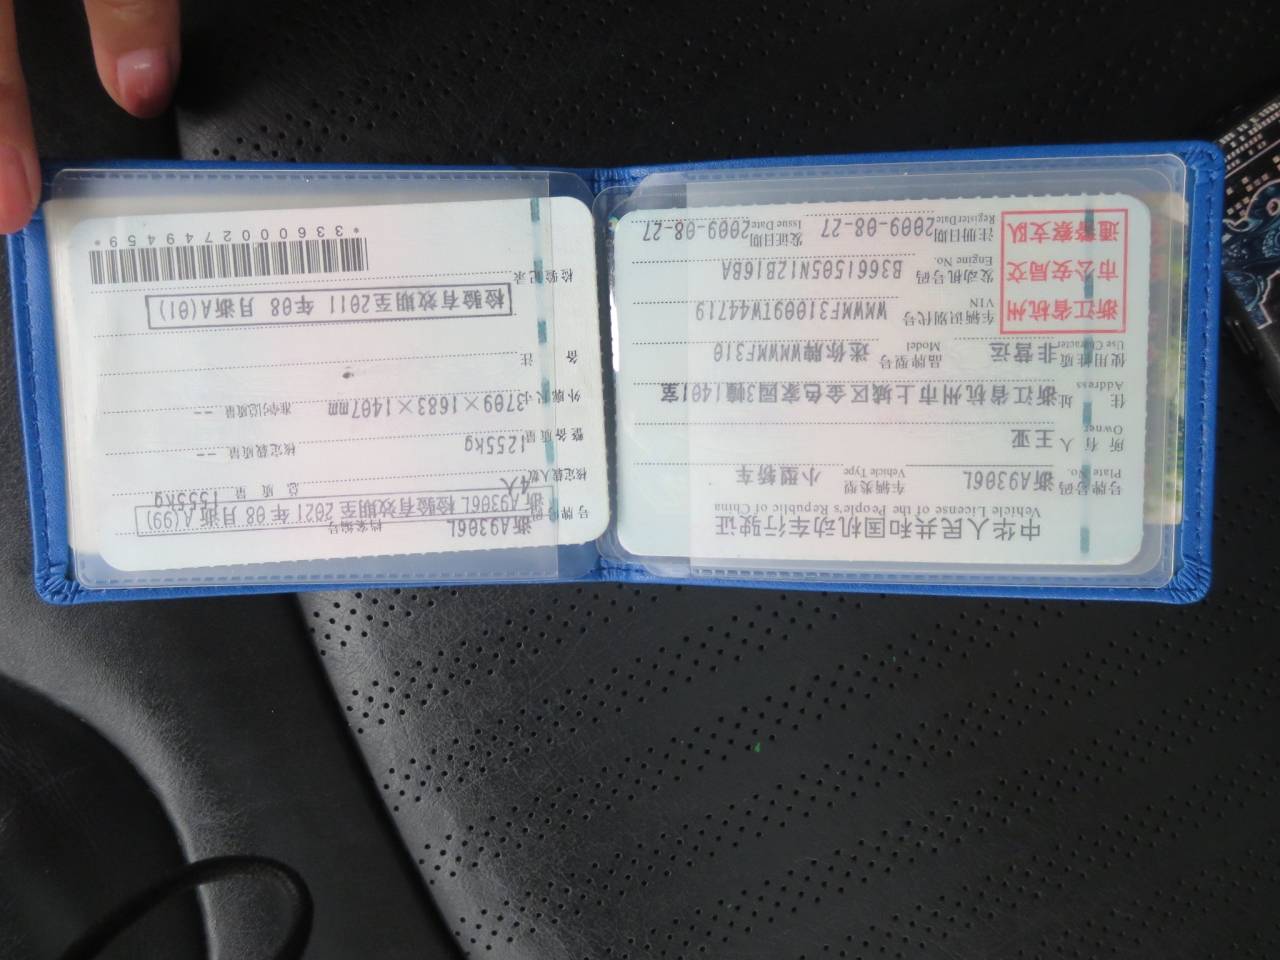 中华人民共和国机动车行驶证
Vehicle License of the People's Republic of China
号牌号码 浙A9306L 车辆类型 小型轿车
Plate No. Vehicle Type
所有人 王亚
Owner
住址 浙江省杭州市上城区金色家园3幢1401室
Address
使用性质 非营运 品牌型号 迷你牌WMWMF310
Use Character Model
浙江省杭州
市公安局交
通警察支队
车辆识别代号 WMWMF31009TW44719
VIN
发动机号码 B3661505N12B16BA
Engine No.
注册日期 2009-08-27 发证日期 2009-08-27
Register Date Issue Date
号牌号码 浙A9306L 档案编号
浙A9306L 检验有效期至2021年08月浙A(99)
核定载人数 4人 总质量 1555kg
整备质量 1255kg 核定载质量 --
外廓尺寸 3709×1683×1407mm 准牵引总质量 --
备注
检验有效期至2011年08月浙A(01)
检验记录
*3360002749459*